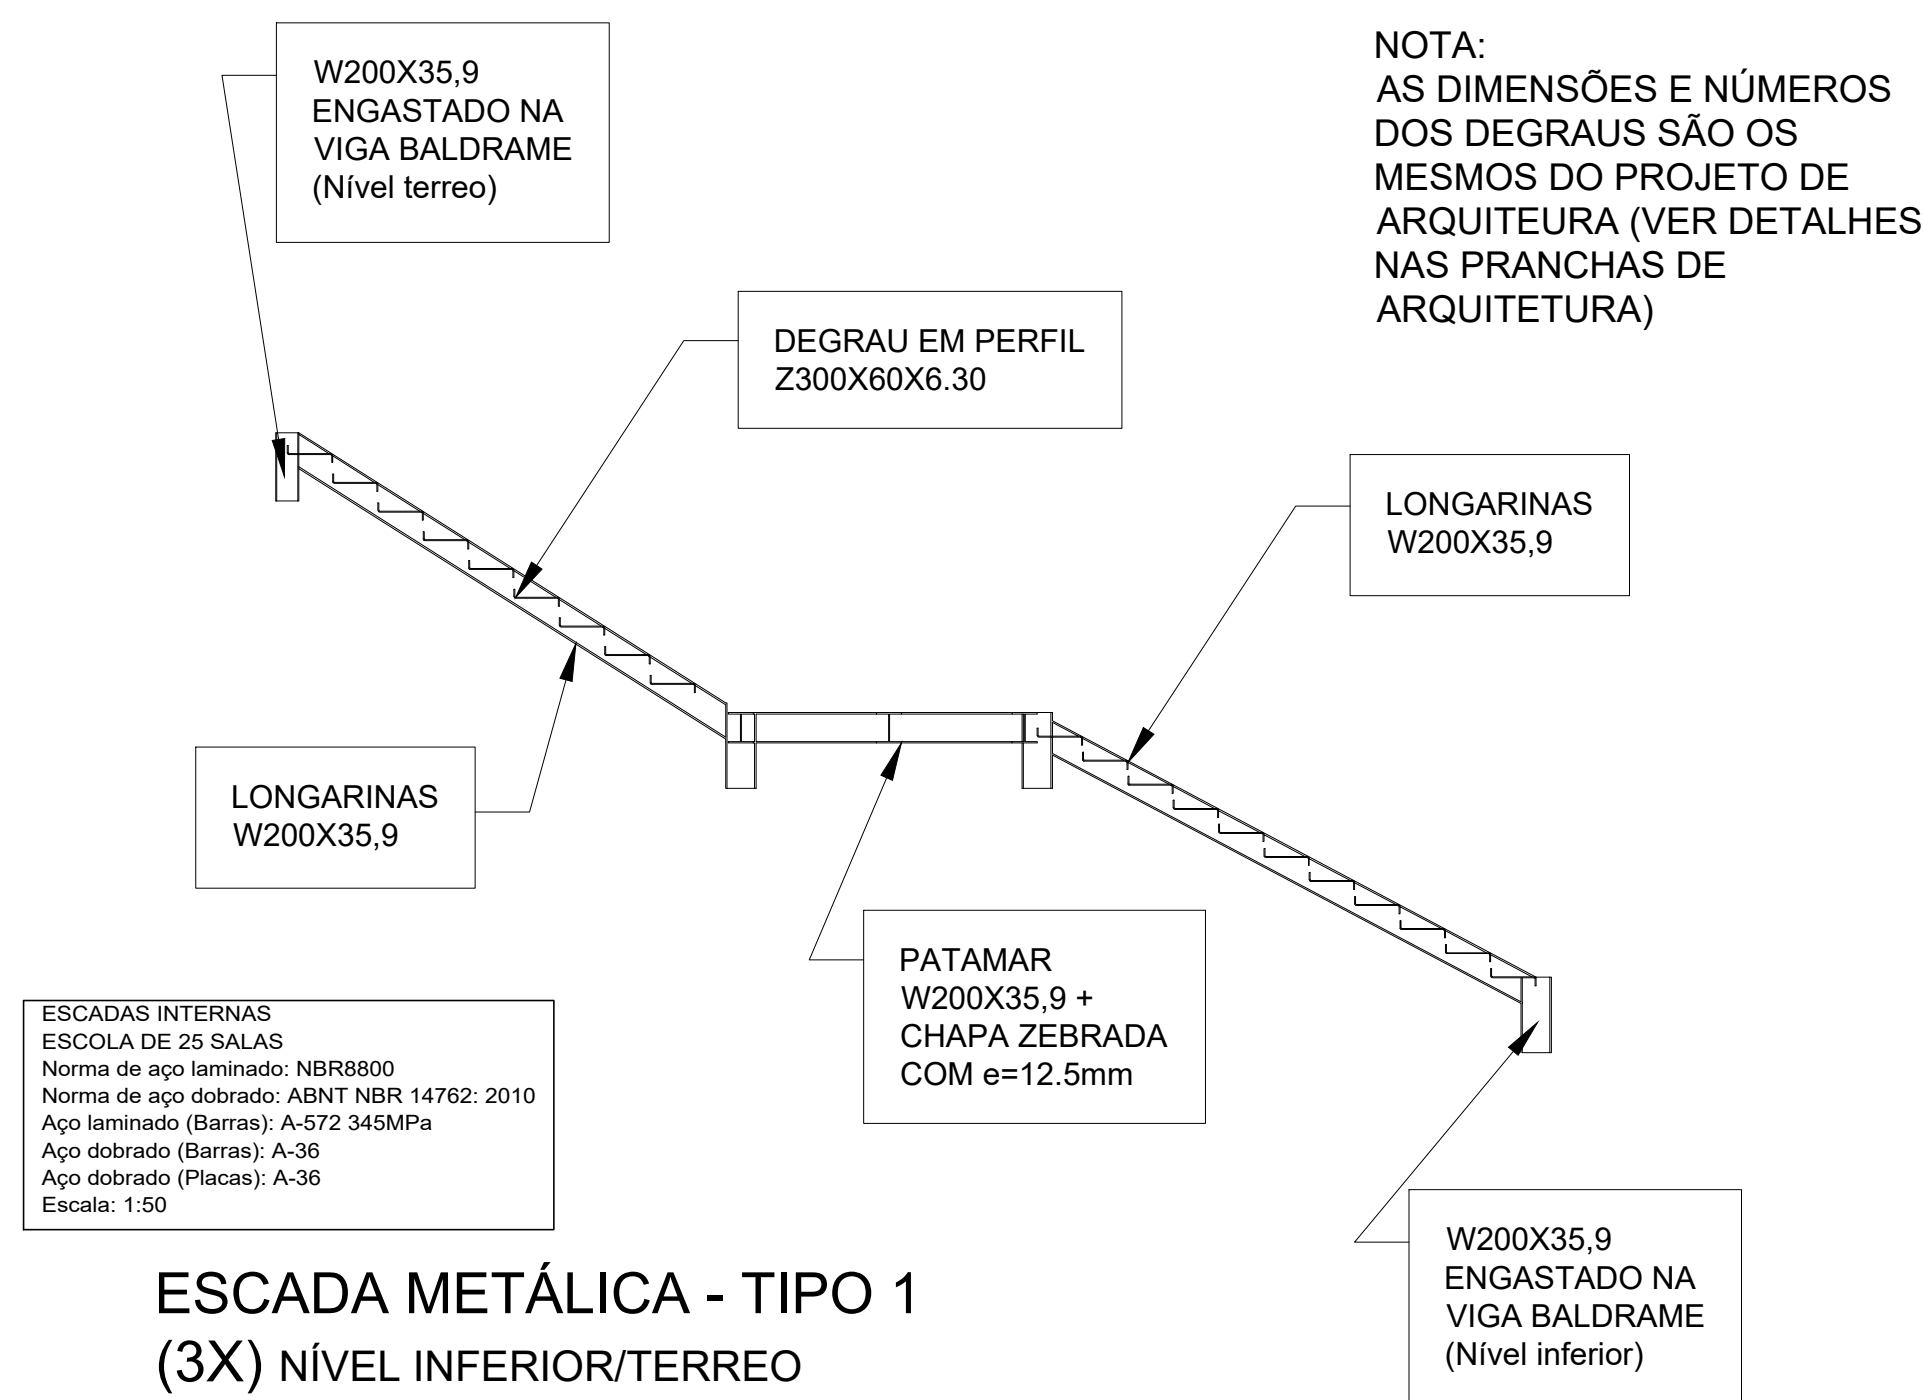 W200X35,9
ENGASTADO NA
VIGA BALDRAME
(Nível terreo)
NOTA:
AS DIMENSÕES E NÚMEROS
DOS DEGRAUS SÃO OS
MESMOS DO PROJETO DE
ARQUITEURA (VER DETALHES
NAS PRANCHAS DE
ARQUITETURA)
DEGRAU EM PERFIL
Z300X60X6.30
LONGARINAS
W200X35,9
LONGARINAS
W200X35,9
PATAMAR
W200X35,9 +
CHAPA ZEBRADA
COM e=12.5mm
ESCADAS INTERNAS
ESCOLA DE 25 SALAS
Norma de aço laminado: NBR8800
Norma de aço dobrado: ABNT NBR 14762: 2010
Aço laminado (Barras): A-572 345MPa
Aço dobrado (Barras): A-36
Aço dobrado (Placas): A-36
Escala: 1:50
W200X35,9
ENGASTADO NA
VIGA BALDRAME
(Nível inferior)
ESCADA METÁLICA - TIPO 1
(3X) NÍVEL INFERIOR/TERREO